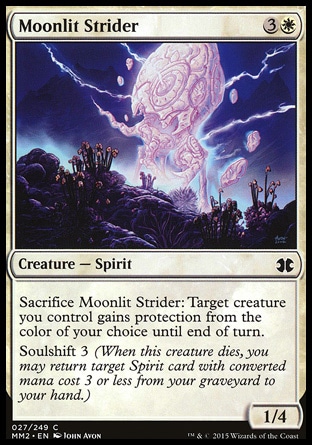 Moonlit Strider 3
Creature — Spirit
Sacrifice Moonlit Strider: Target creature
you control gains protection from the
color of your choice until end of turn.
Soulshift 3 (When this creature dies, you
may return target Spirit card with converted
mana cost 3 or less from your graveyard to
your hand.)
1/4
027/249 C
MM2 • EN John Avon
™ & © 2015 Wizards of the Coast